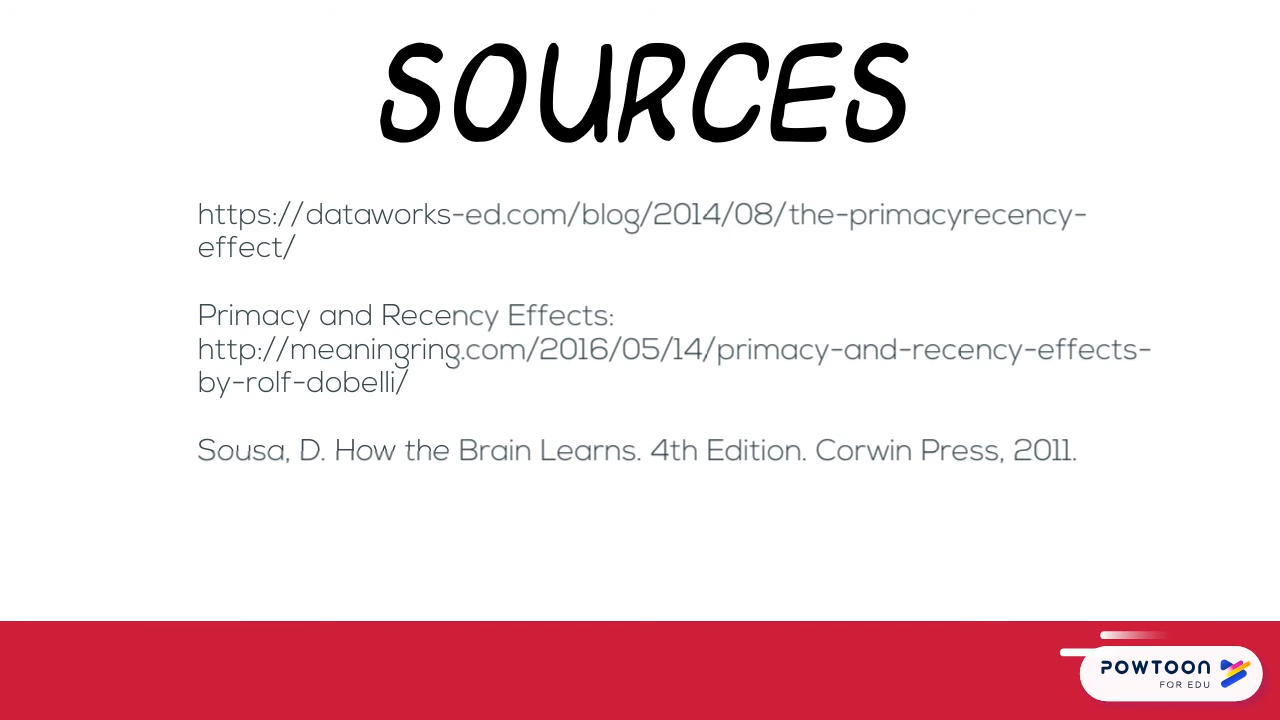 SOURCES
https://dataworks-ed.com/blog/2014/08/the-primacyrecency-
effect/
Primacy and Recency Effects:
http://meaningring.com/2016/05/14/primacy-and-recency-effects-
by-rolf-dobelli/
Sousa, D. How the Brain Learns. 4th Edition. Corwin Press, 2011.
POWTOON
FOR EDU